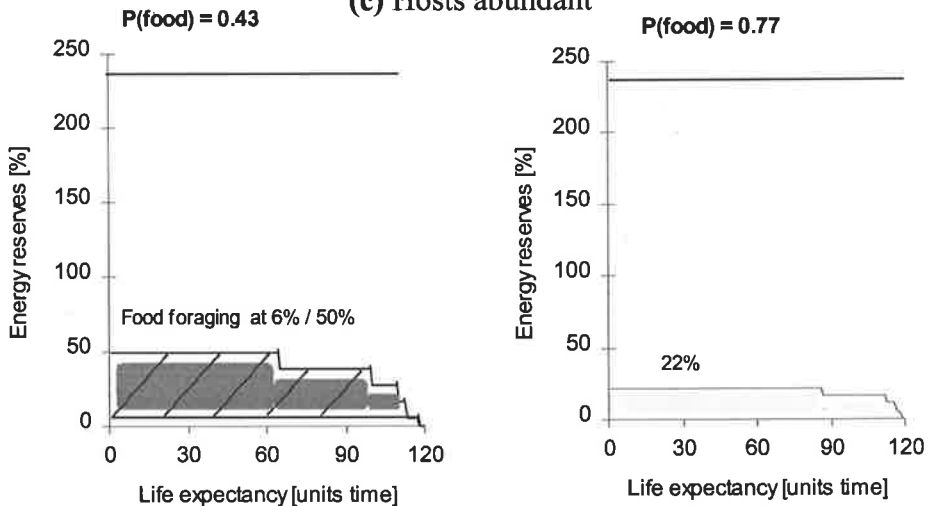 (c) Hosts abundant
P(food) = 0.43
250
200
150
100
50
0
Energy reserves [%]
Food foraging at 6% / 50%
0 30 60 90 120
Life expectancy [units time]
P(food) = 0.77
250
200
150
100
50
0
Energy reserves [%]
22%
0 30 60 90 120
Life expectancy [units time]